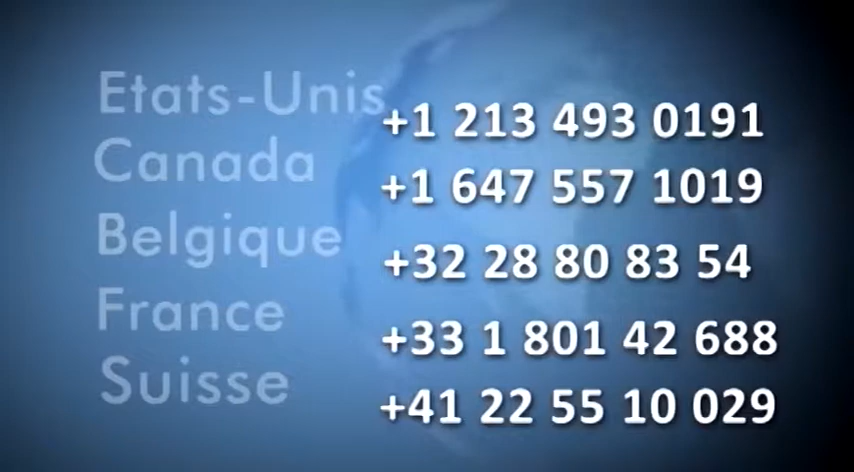 Etats-Unis +1 213 493 0191
Canada +1 647 557 1019
Belgique +32 28 80 83 54
France +33 1 801 42 688
Suisse +41 22 55 10 029